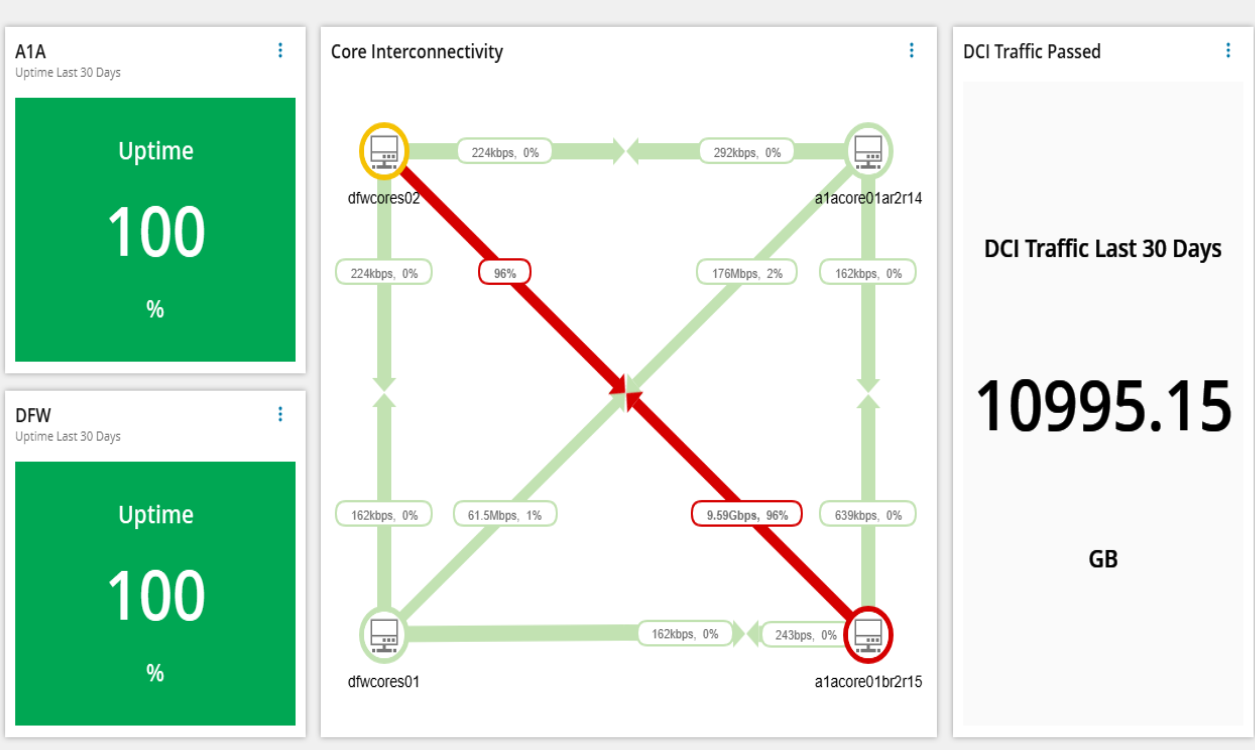 A1A
Uptime Last 30 Days
Uptime
100
%
DFW
Uptime Last 30 Days
Uptime
100
%
Core Interconnectivity
224kbps, 0%
292kbps, 0%
dfwcores02
a1acore01ar2r14
224kbps, 0%
96%
176Mbps, 2%
162kbps, 0%
162kbps, 0%
61.5Mbps, 1%
9.59Gbps, 96%
639kbps, 0%
162kbps, 0%
243bps, 0%
dfwcores01
a1acore01br2r15
DCI Traffic Passed
DCI Traffic Last 30 Days
10995.15
GB